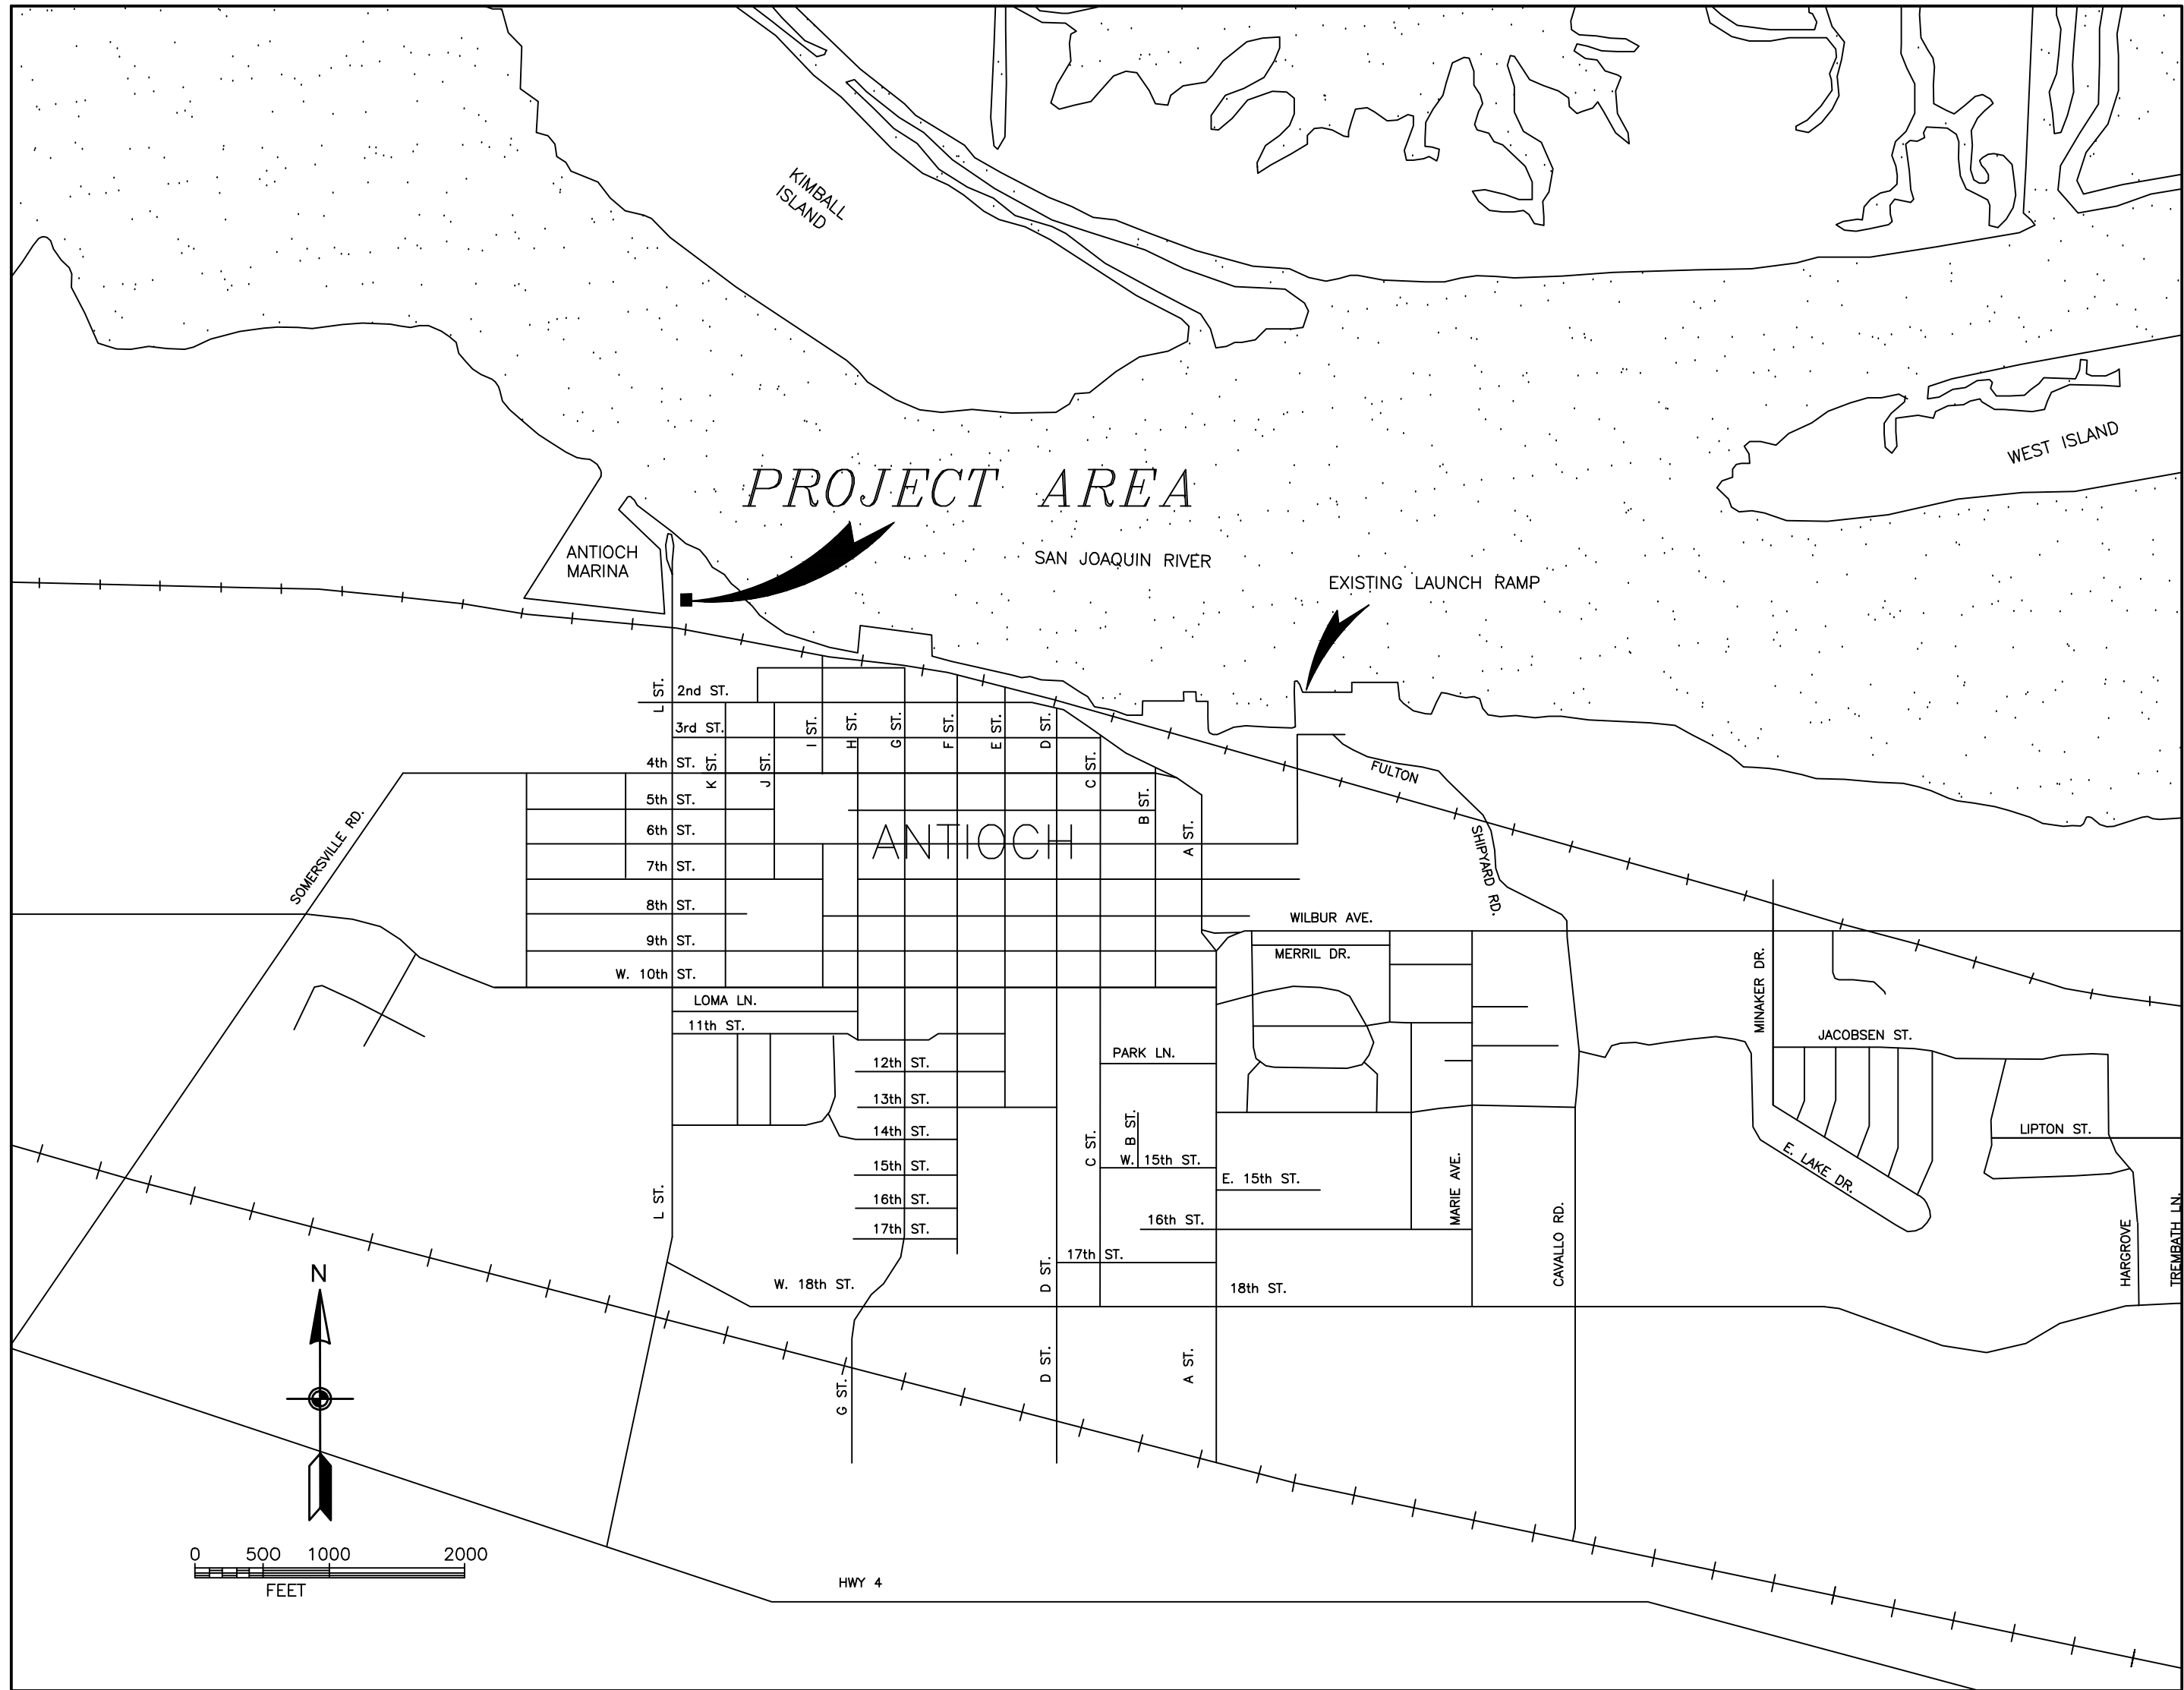 KIMBALL
ISLAND
WEST ISLAND
PROJECT AREA
ANTIOCH
MARINA
SAN JOAQUIN RIVER
EXISTING LAUNCH RAMP
L ST.
2nd ST.
3rd ST.
I ST.
H ST.
G ST.
F ST.
E ST.
D ST.
4th ST.
K ST.
J ST.
C ST.
FULTON
5th ST.
B ST.
6th ST.
ANTIOCH
A ST.
SHIPYARD RD.
SOMERSVILLE RD.
7th ST.
8th ST.
WILBUR AVE.
9th ST.
MERRIL DR.
W. 10th ST.
MINAKER DR.
LOMA LN.
11th ST.
JACOBSEN ST.
PARK LN.
12th ST.
13th ST.
14th ST.
C ST.
B ST.
LIPTON ST.
15th ST.
W. 15th ST.
E. LAKE DR.
E. 15th ST.
MARIE AVE.
L ST.
16th ST.
16th ST.
17th ST.
17th ST.
CAVALLO RD.
HARGROVE
TREMBATH LN.
N
W. 18th ST.
D ST.
18th ST.
G ST.
D ST.
A ST.
0 500 1000 2000
FEET
HWY 4